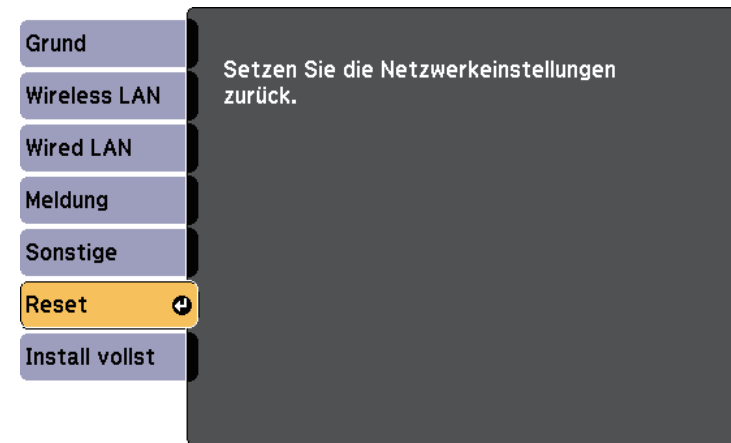 Grund
Wireless LAN
Wired LAN
Meldung
Sonstige
Reset
Install vollst
Setzen Sie die Netzwerkeinstellungen
zurück.